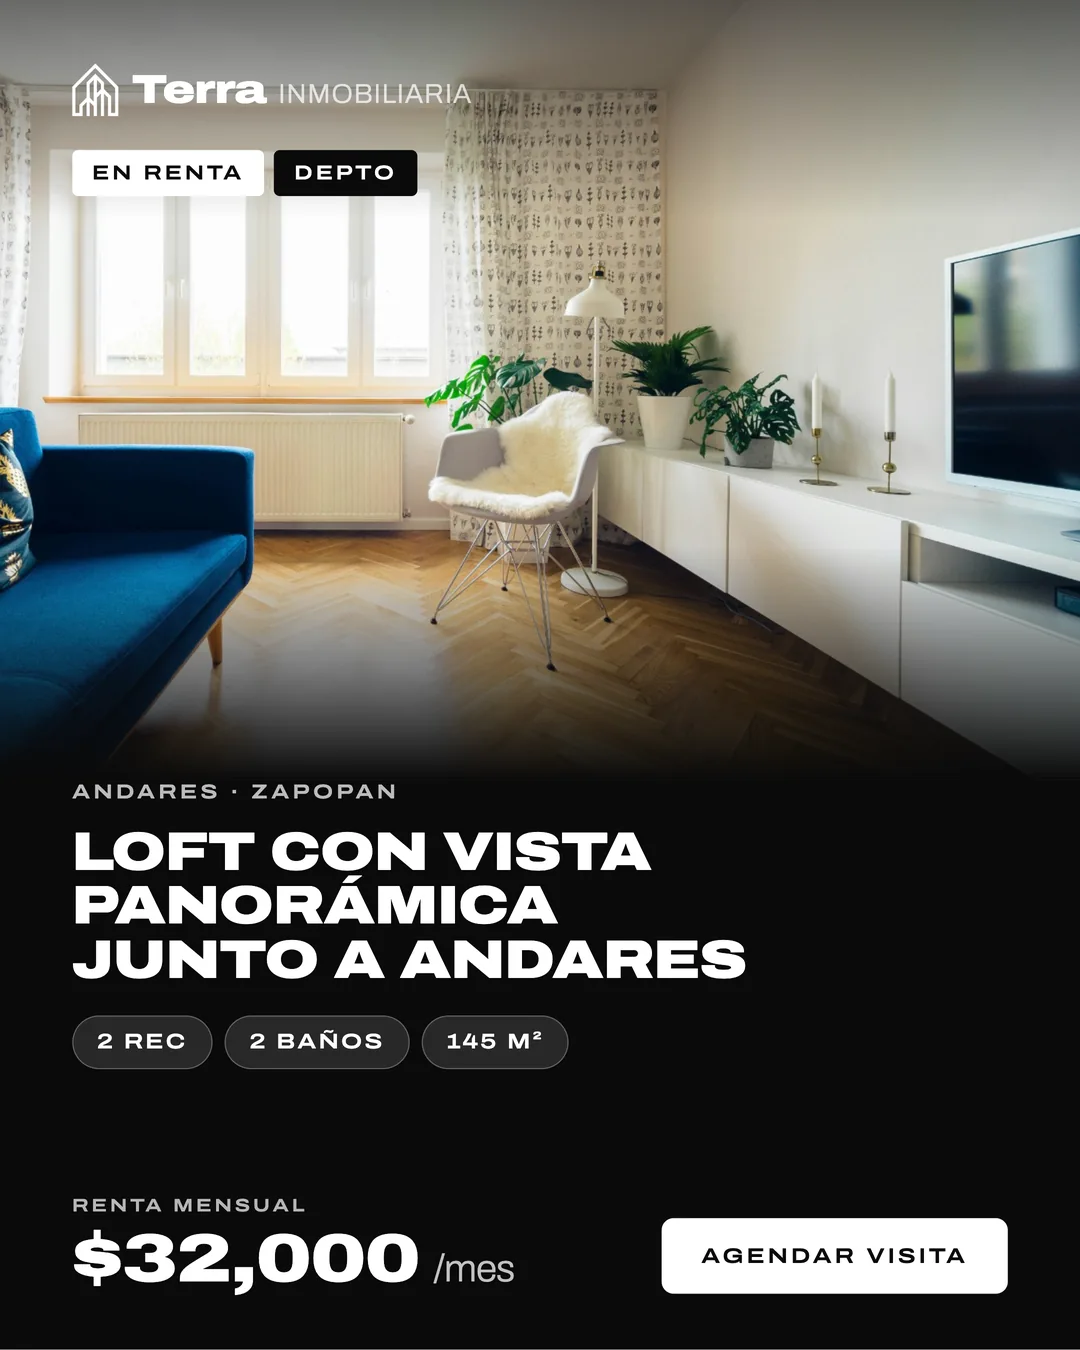 Terra INMOBILIARIA
EN RENTA DEPTO
ANDARES · ZAPOPAN
LOFT CON VISTA
PANORÁMICA
JUNTO A ANDARES
2 REC 2 BAÑOS 145 M²
RENTA MENSUAL
$32,000 /mes
AGENDAR VISITA